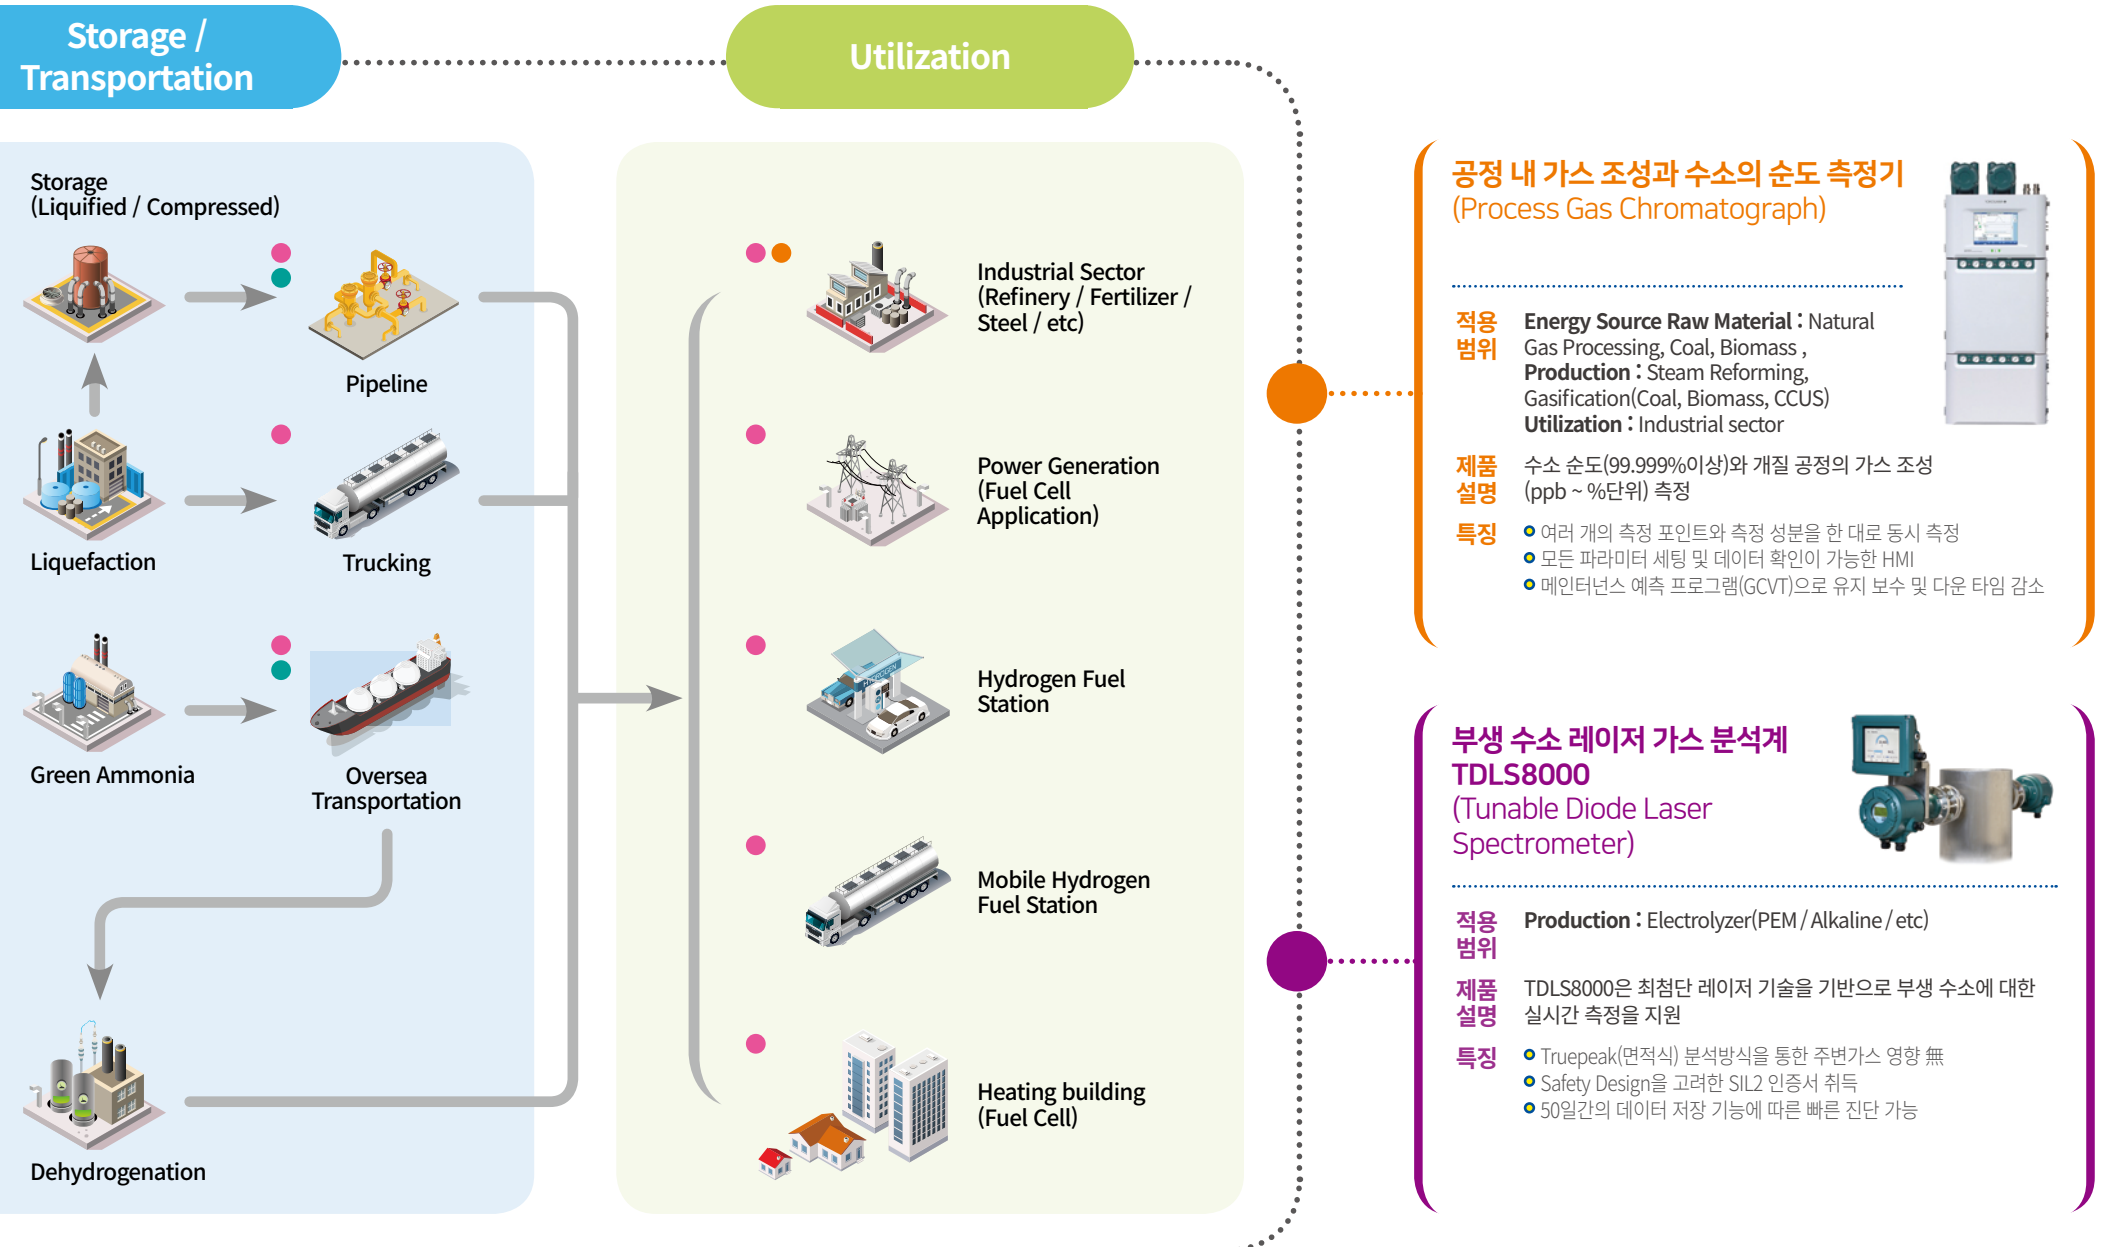 Storage /
Transportation
Utilization
Storage
(Liquified / Compressed)
Pipeline
Liquefaction
Trucking
Green Ammonia
Oversea
Transportation
Dehydrogenation
Industrial Sector
(Refinery / Fertilizer /
Steel / etc)
Power Generation
(Fuel Cell
Application)
HYDROGEN
Hydrogen Fuel
Station
Mobile Hydrogen
Fuel Station
Heating building
(Fuel Cell)
공정 내 가스 조성과 수소의 순도 측정기
(Process Gas Chromatograph)
적용
범위
Energy Source Raw Material : Natural
Gas Processing, Coal, Biomass ,
Production : Steam Reforming,
Gasification(Coal, Biomass, CCUS)
Utilization : Industrial sector
제품
설명
수소 순도(99.999%이상)와 개질 공정의 가스 조성
(ppb ~ %단위) 측정
특징
여러 개의 측정 포인트와 측정 성분을 한 대로 동시 측정
모든 파라미터 세팅 및 데이터 확인이 가능한 HMI
메인터넌스 예측 프로그램(GCVT)으로 유지 보수 및 다운 타임 감소
부생 수소 레이저 가스 분석계
TDLS8000
(Tunable Diode Laser
Spectrometer)
적용
범위
Production : Electrolyzer(PEM / Alkaline / etc)
제품
설명
TDLS8000은 최첨단 레이저 기술을 기반으로 부생 수소에 대한
실시간 측정을 지원
특징
Truepeak(면적식) 분석방식을 통한 주변가스 영향 無
Safety Design을 고려한 SIL2 인증서 취득
50일간의 데이터 저장 기능에 따른 빠른 진단 가능